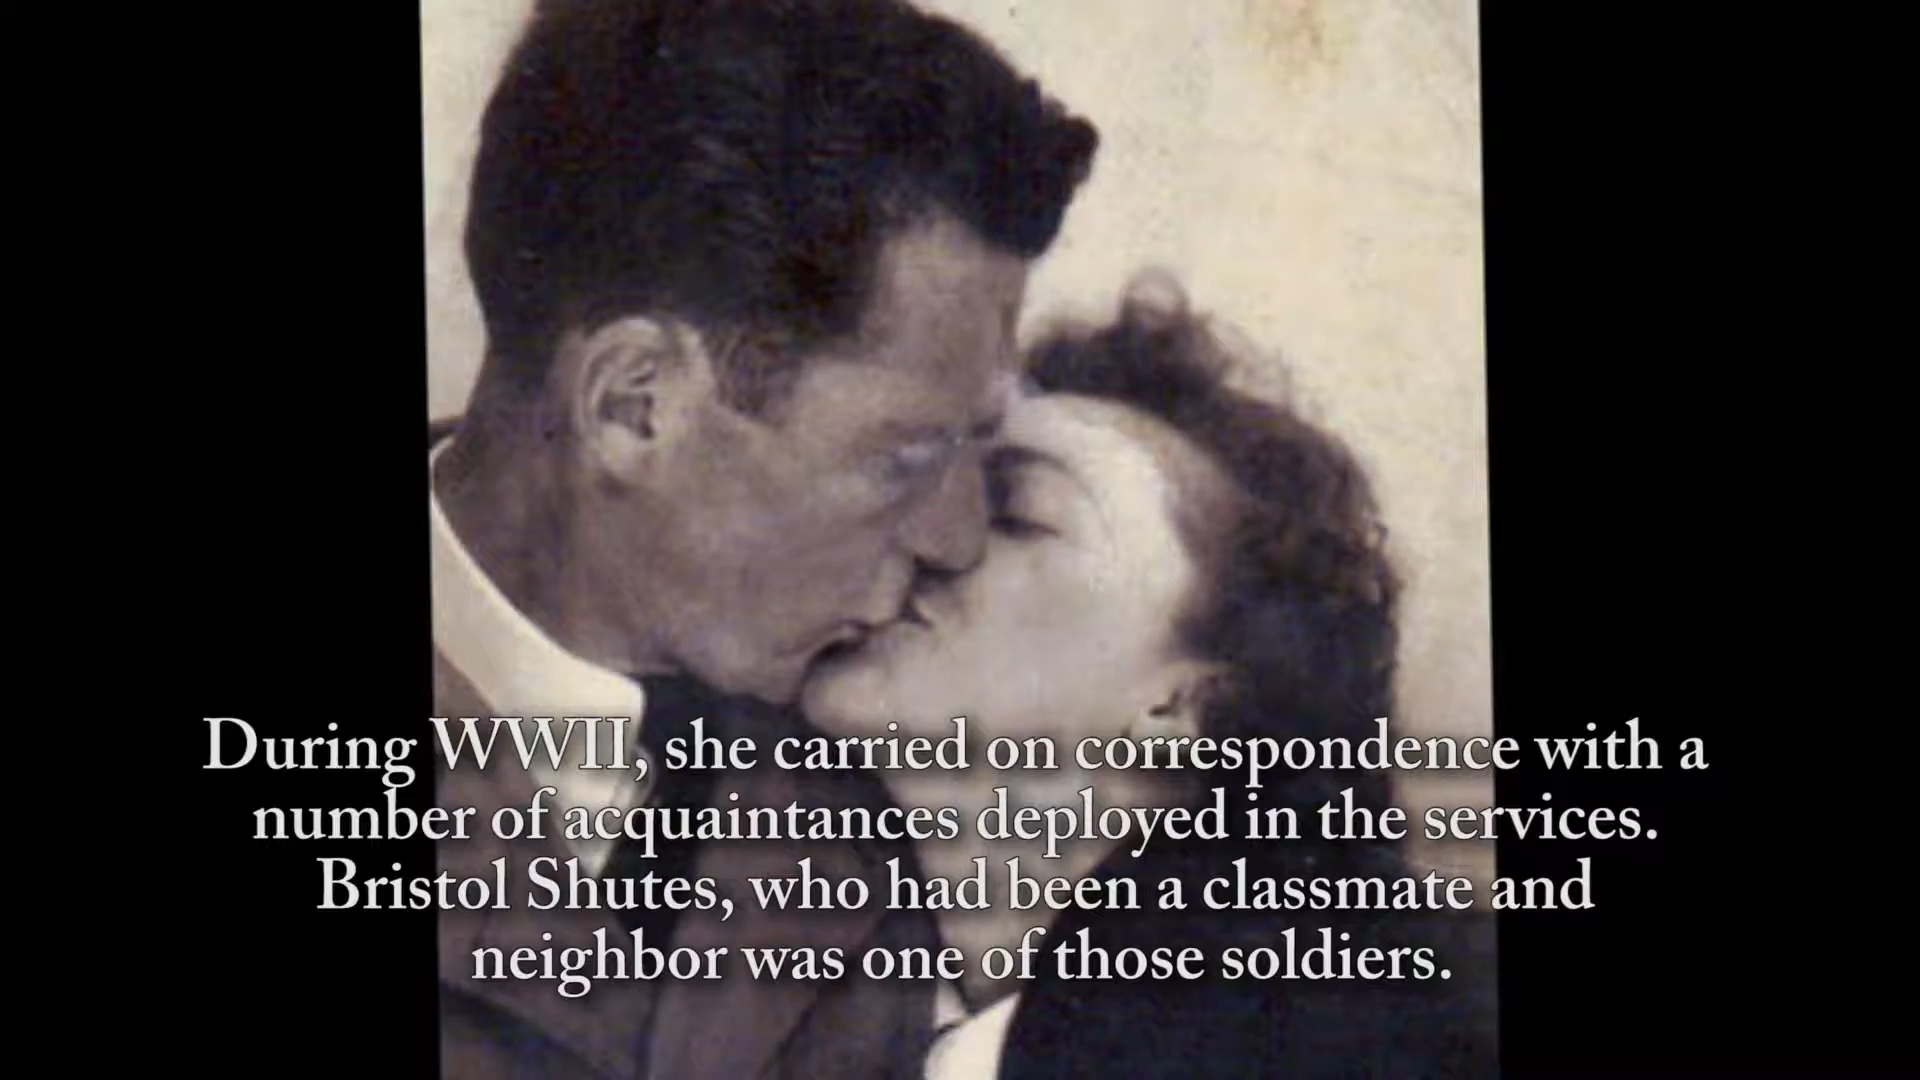 During WWII, she carried on correspondence with a
number of acquaintances deployed in the services.
Bristol Shutes, who had been a classmate and
neighbor was one of those soldiers.